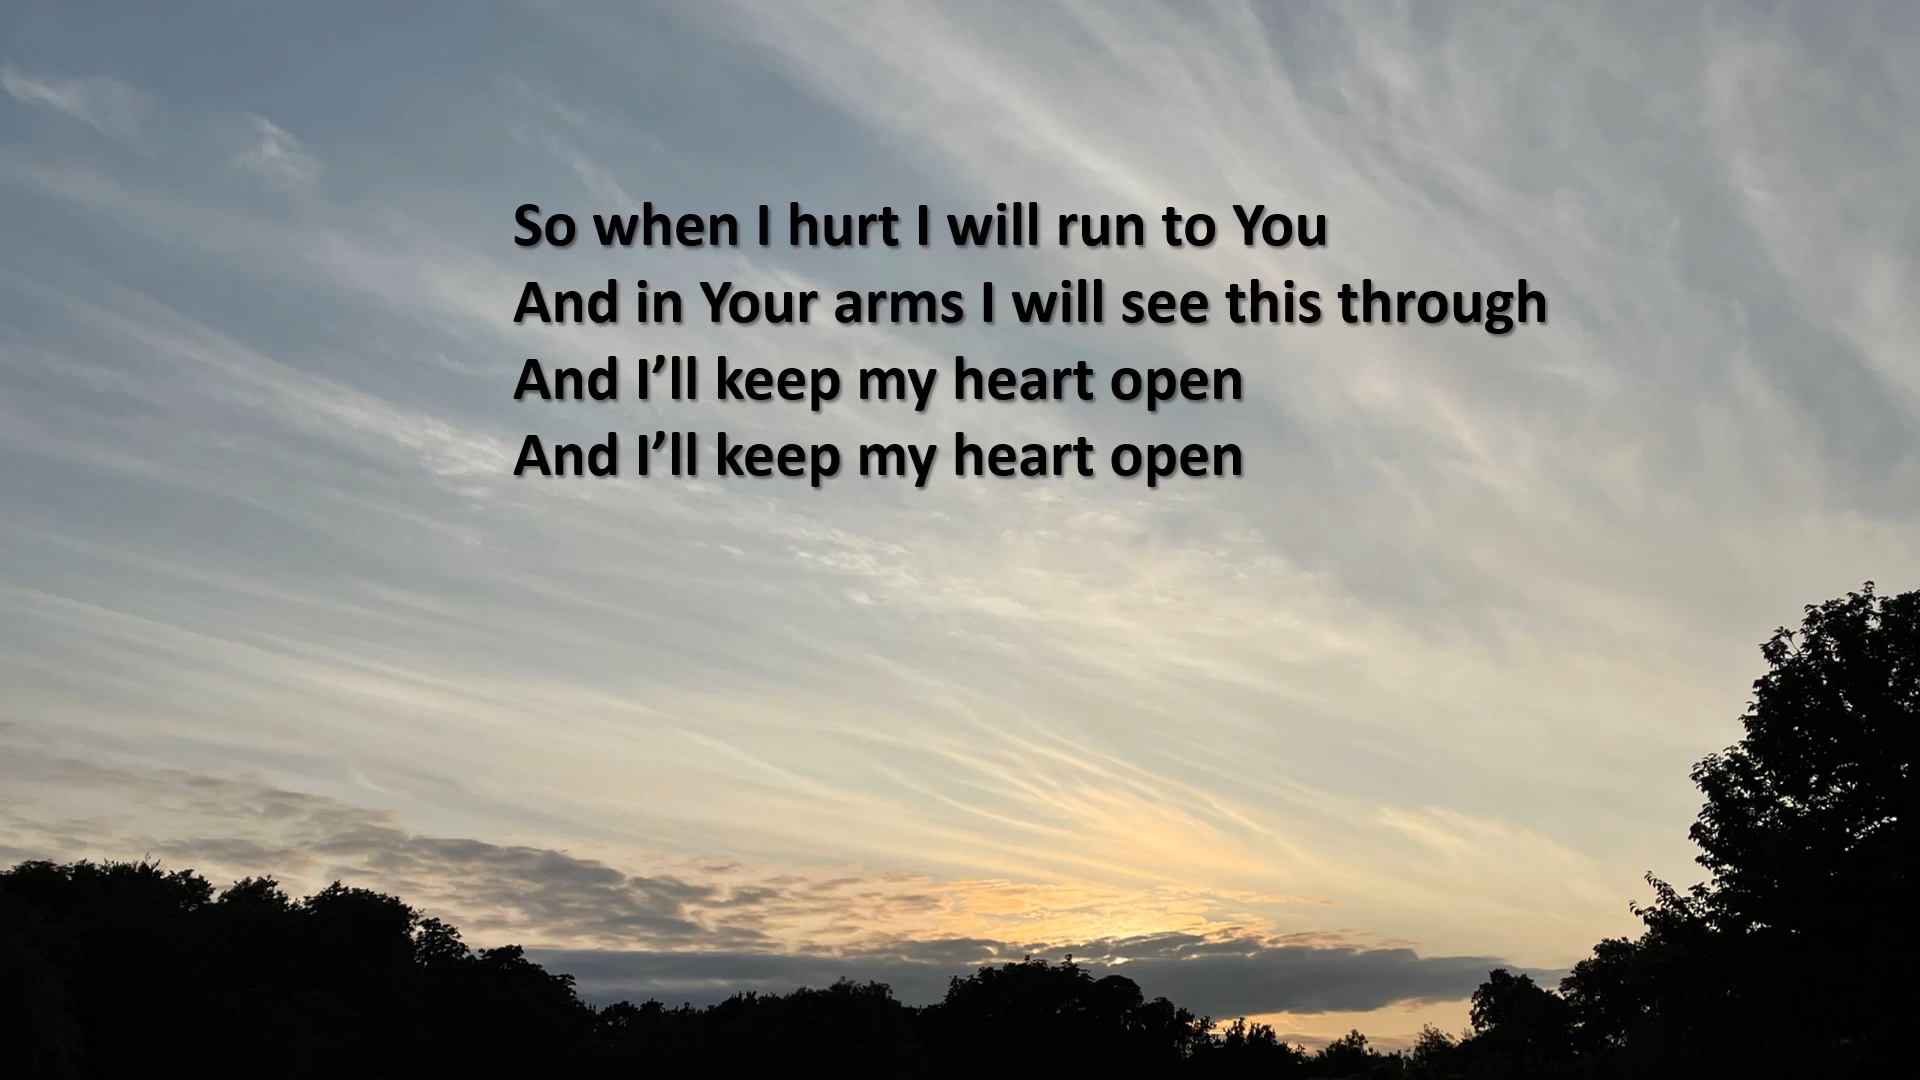 So when I hurt I will run to You
And in Your arms I will see this through
And I’ll keep my heart open
And I’ll keep my heart open